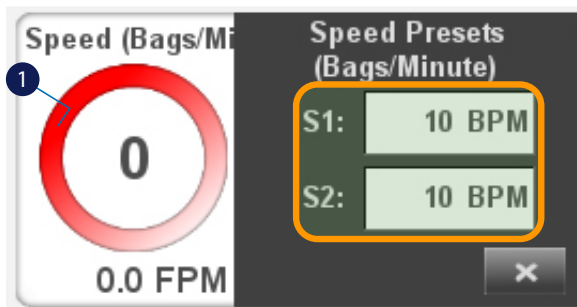 Speed (Bags/Mi
1
0
0.0 FPM
Speed Presets
(Bags/Minute)
S1: 10 BPM
S2: 10 BPM
×